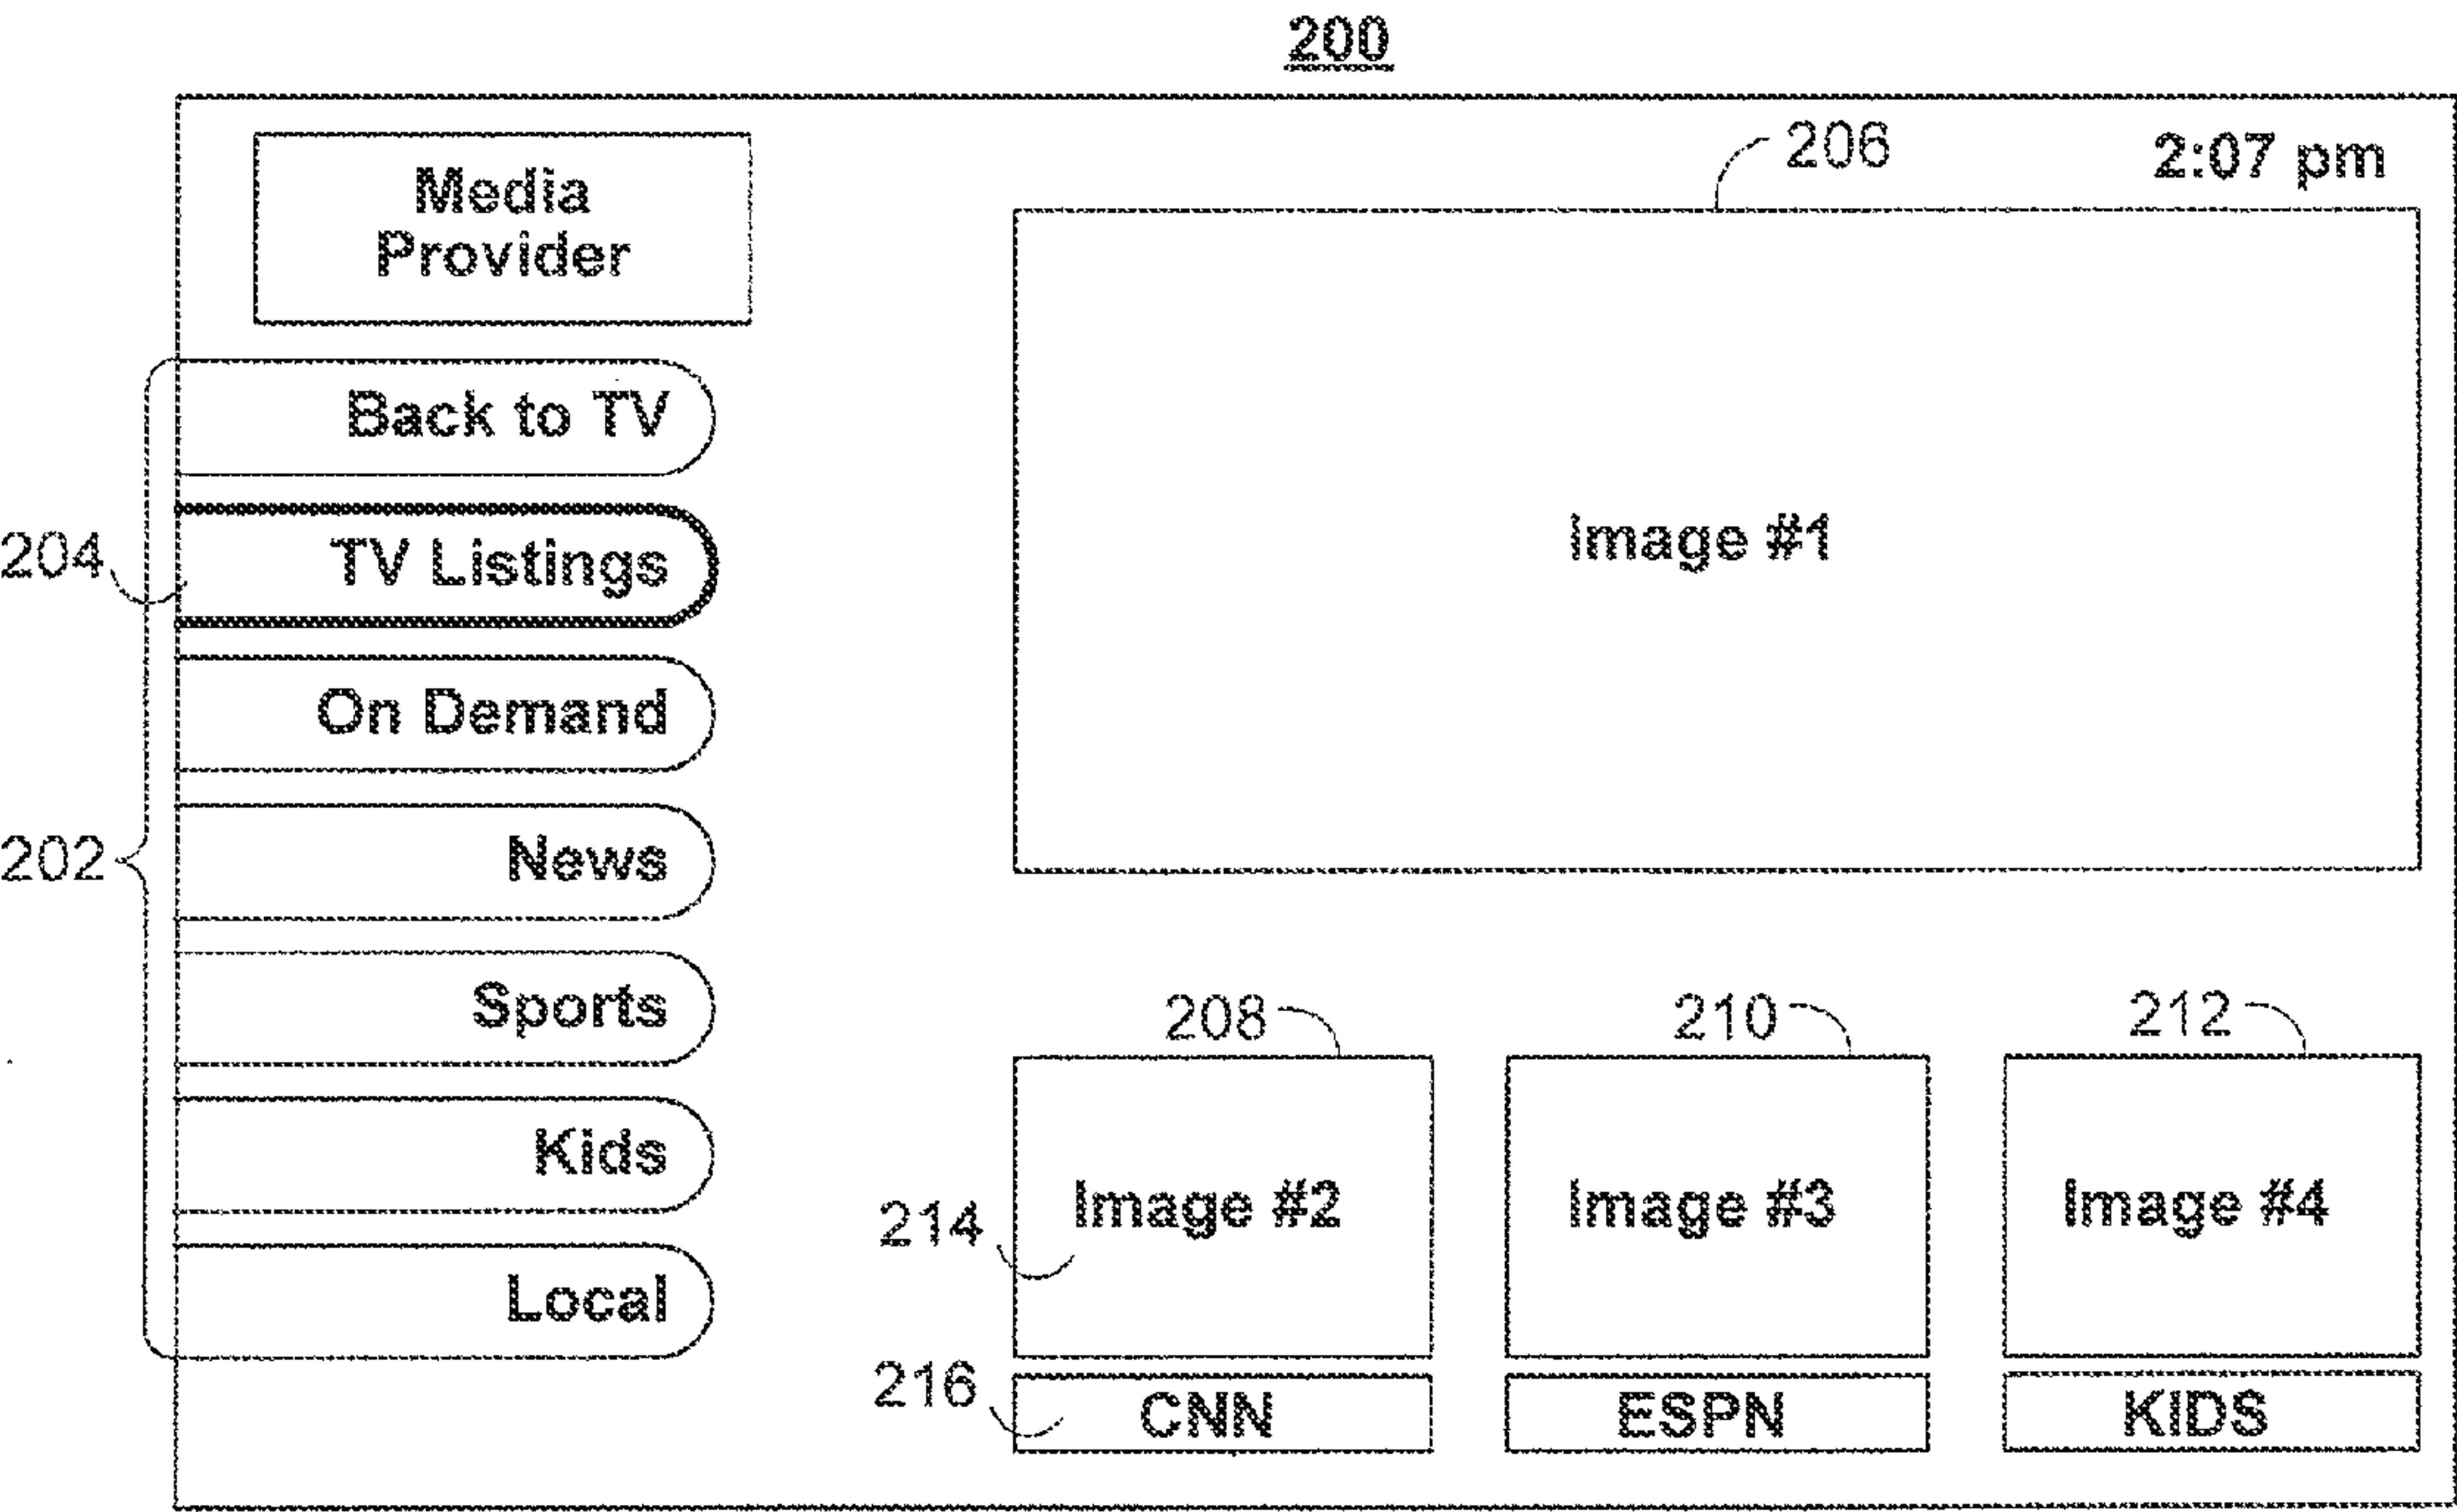 200
206
2:07 pm
Media
Provider
Image #1
Back to TV
204
TV Listings
On Demand
202
News
Sports
Kids
Local
208
210
212
214
Image #2
Image #3
Image #4
216
CNN
ESPN
KIDS